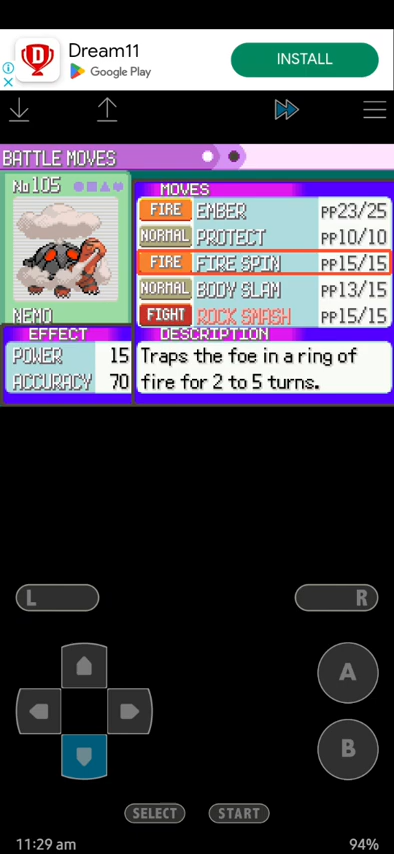 Dream11
Google Play
INSTALL
BATTLE MOVES
No105
NEMO
MOVES
FIRE EMBER PP23/25
NORMAL PROTECT PP10/10
FIRE FIRE SPIN PP15/15
NORMAL BODY SLAM PP13/15
FIGHT ROCK SMASH PP15/15
EFFECT
POWER 15
ACCURACY 70
DESCRIPTION
Traps the foe in a ring of
fire for 2 to 5 turns.
L
R
A
B
SELECT
START
11:29 am
94%